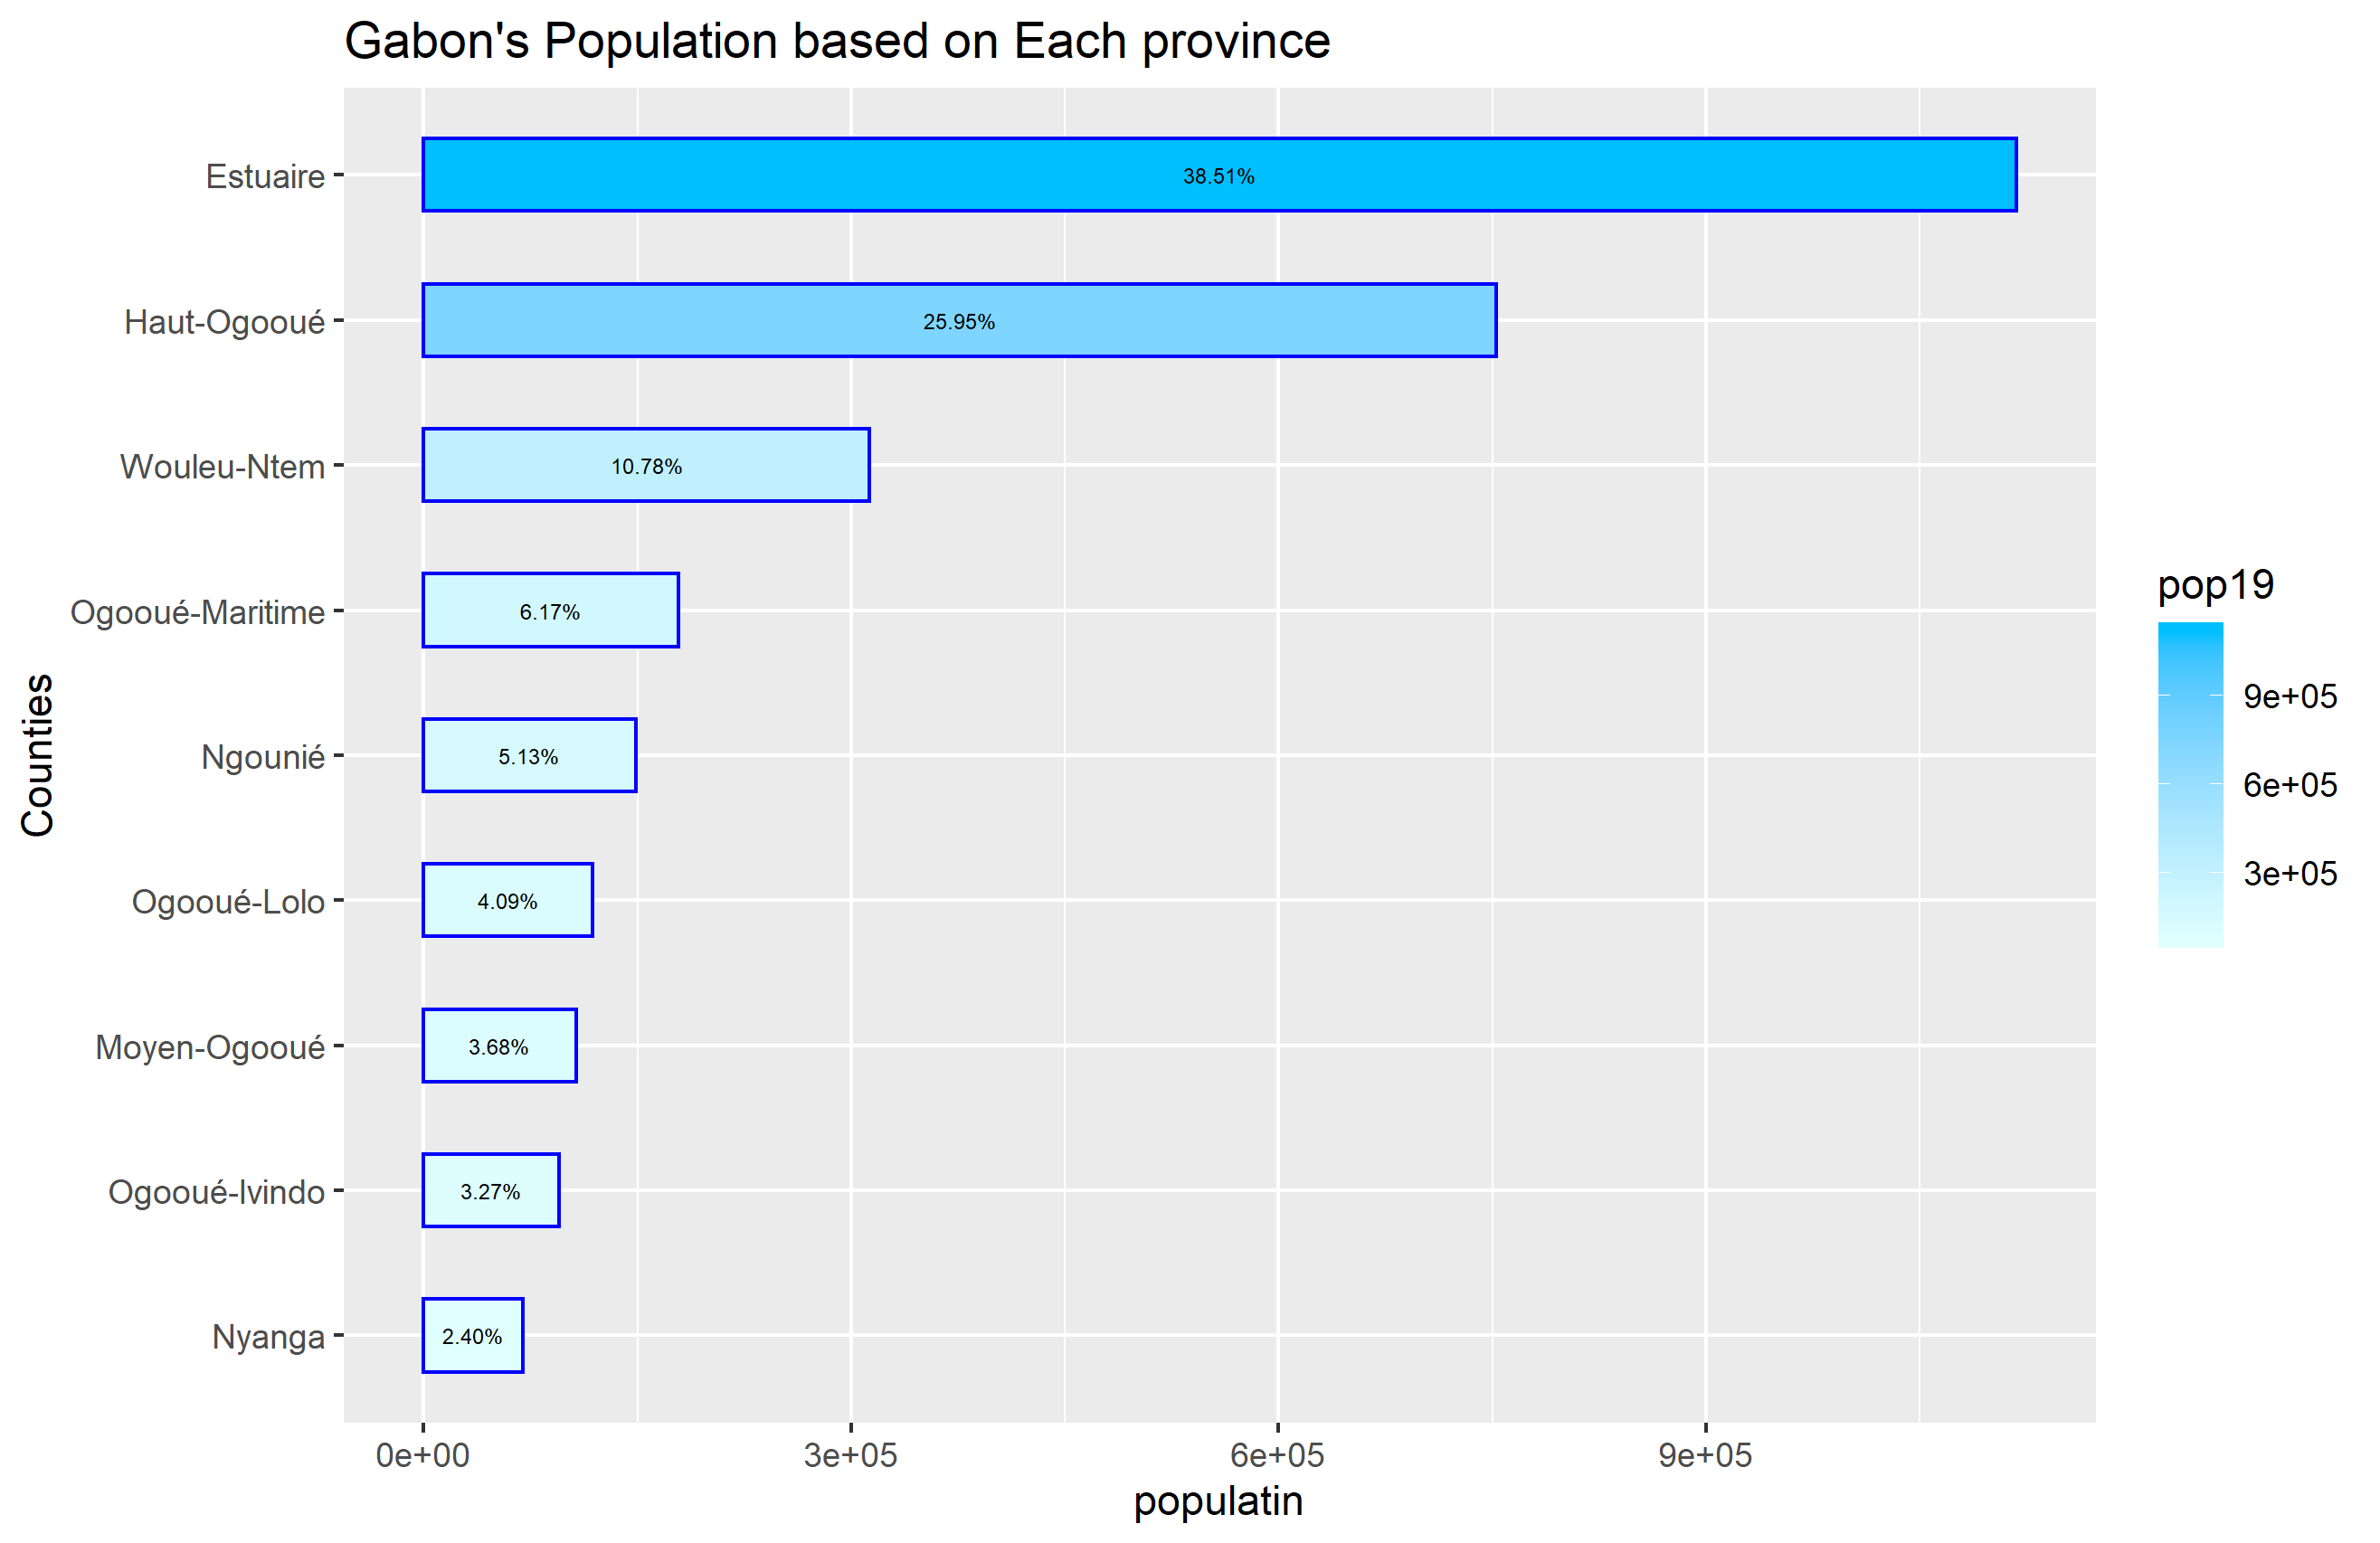 Gabon's Population based on Each province
Counties
Estuaire
38.51%
Haut-Ogooué
25.95%
Wouleu-Ntem
10.78%
Ogooué-Maritime
6.17%
Ngounié
5.13%
Ogooué-Lolo
4.09%
Moyen-Ogooué
3.68%
Ogooué-Ivindo
3.27%
Nyanga
2.40%
0e+00 3e+05 6e+05 9e+05
populatin
pop19
9e+05
6e+05
3e+05